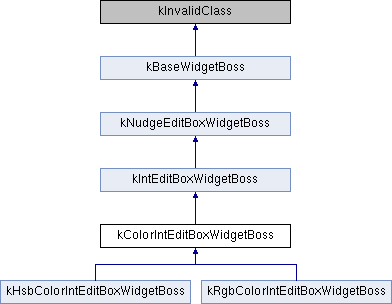 kInvalidClass
kBaseWidgetBoss
kNudgeEditBoxWidgetBoss
kIntEditBoxWidgetBoss
kColorIntEditBoxWidgetBoss
kHsbColorIntEditBoxWidgetBoss
kRgbColorIntEditBoxWidgetBoss